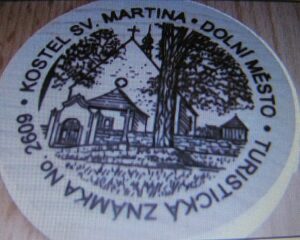 • KOSTEL SV. MARTINA • DOLNÍ MĚSTO •
TURISTICKÁ ZNÁMKA No. 2609